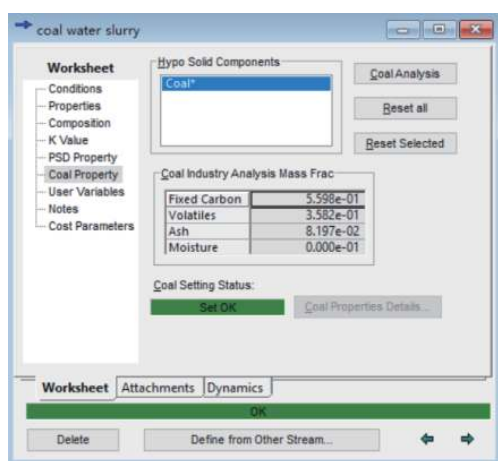 coal water slurry
Worksheet
Conditions
Properties
Composition
K Value
PSD Property
Coal Property
User Variables
Notes
Cost Parameters
Hypo Solid Components
Coal*
Coal Analysis
Reset all
Reset Selected
Coal Industry Analysis Mass Frac
Fixed Carbon 5.598e-01
Volatiles 3.582e-01
Ash 8.197e-02
Moisture 0.000e-01
Coal Setting Status:
Set OK
Coal Properties Details...
Worksheet Attachments Dynamics
OK
Delete
Define from Other Stream...